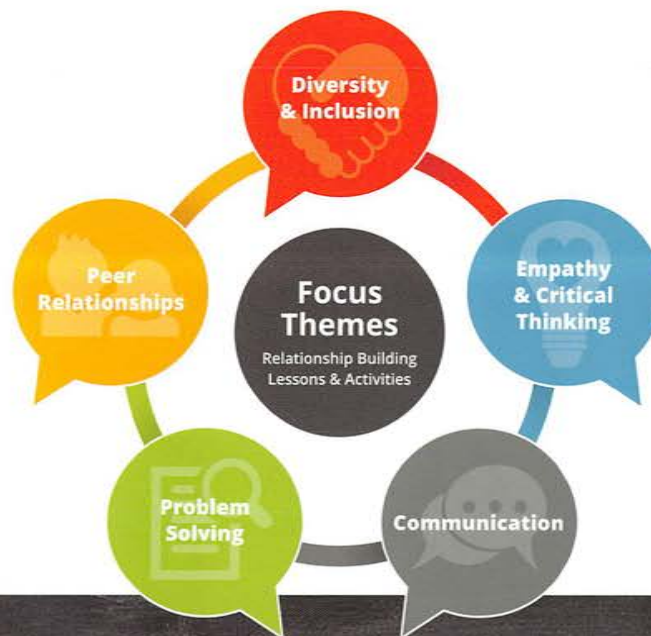 Diversity
& Inclusion
Peer
Relationships
Empathy
& Critical
Thinking
Focus
Themes
Relationship Building
Lessons & Activities
Problem
Solving
Communication